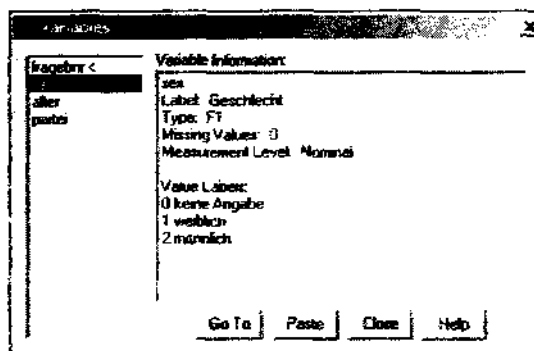 Variables
fragebnr <
alter
partei
Variable Information:
sex
Label: Geschlecht
Type: F1
Missing Values: 0
Measurement Level: Nominal
Value Labels:
0 keine Angabe
1 weiblich
2 männlich
Go To
Paste
Close
Help